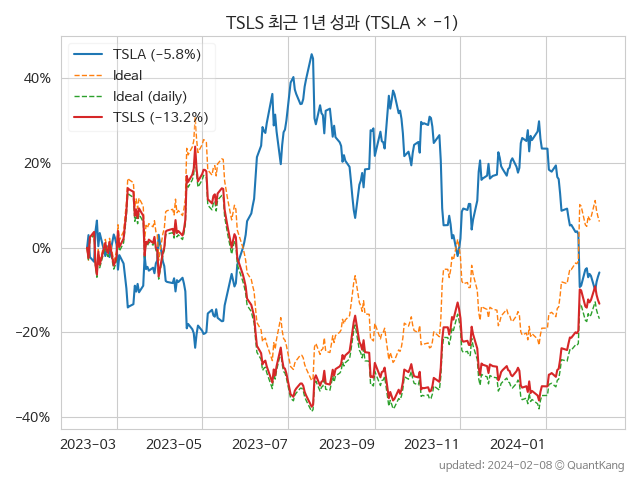 TSLS 최근 1년 성과 (TSLA × −1)
TSLA (−5.8%)
Ideal
Ideal (daily)
TSLS (−13.2%)
40%
20%
0%
−20%
−40%
2023-03 2023-05 2023-07 2023-09 2023-11 2024-01
updated: 2024-02-08 © QuantKang